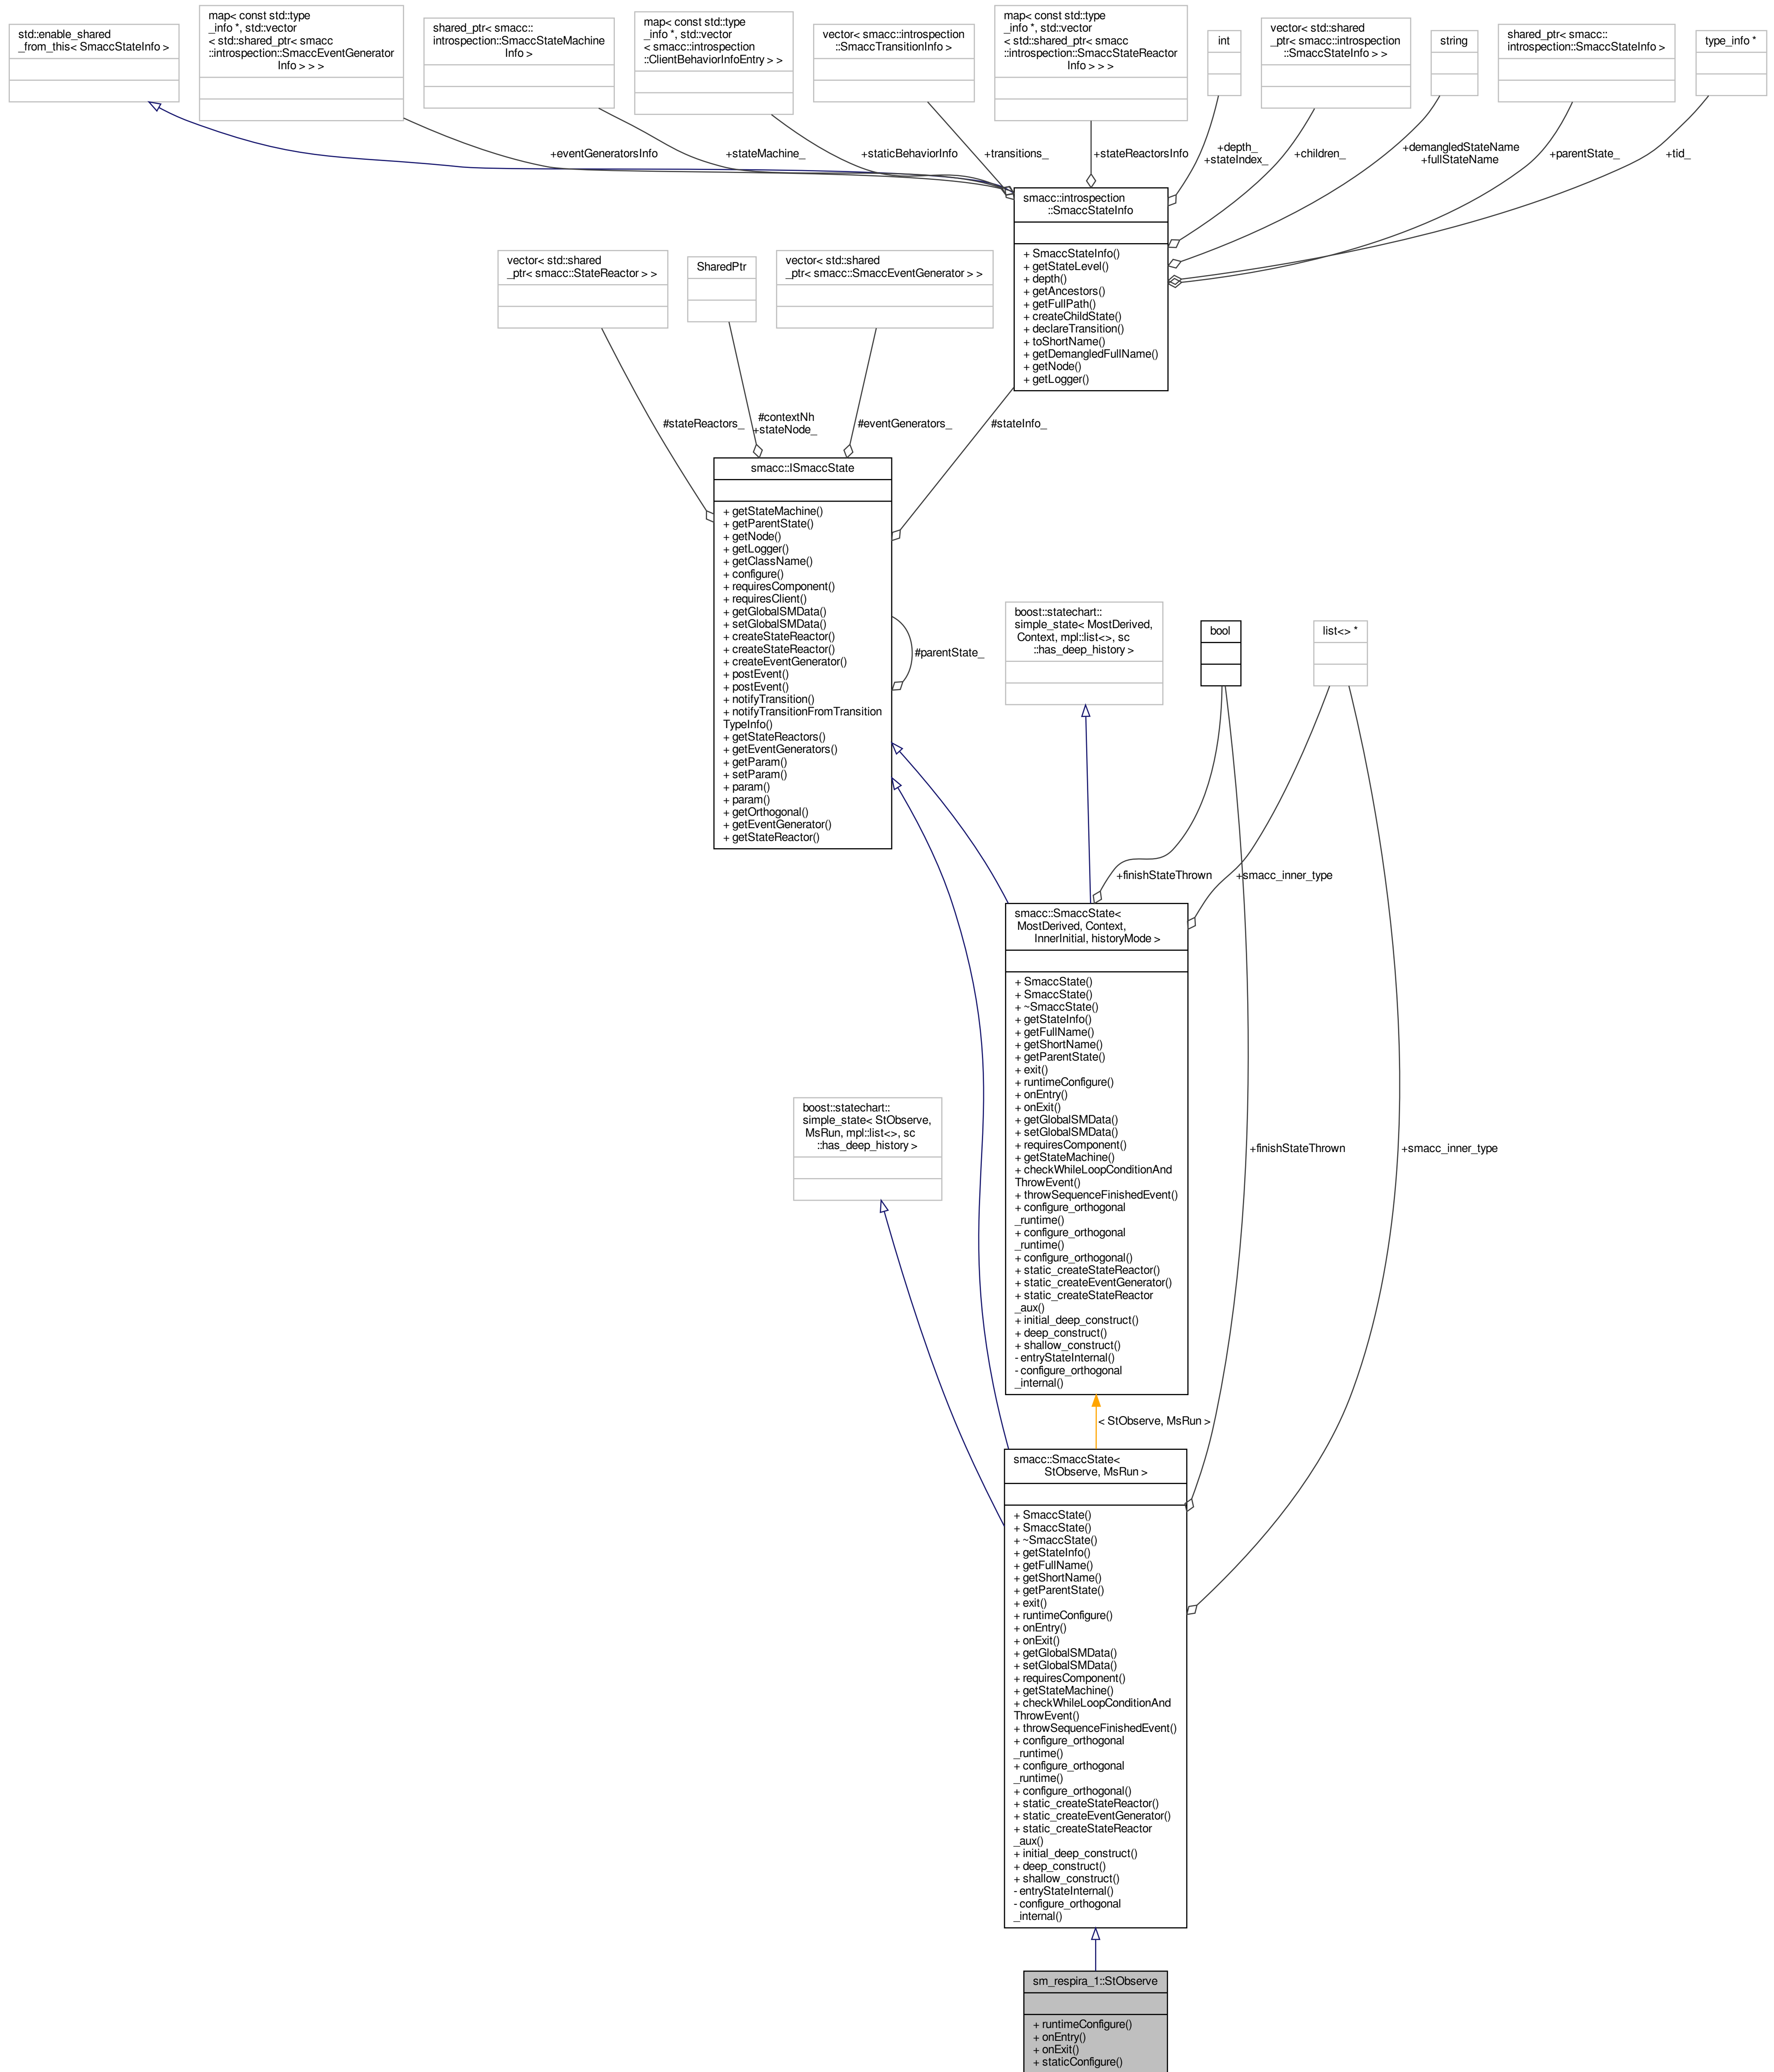 std::enable_shared
_from_this< SmaccStateInfo >
map< const std::type
_info *, std::vector
< std::shared_ptr< smacc
::introspection::SmaccEventGenerator
Info > > >
shared_ptr< smacc::
introspection::SmaccStateMachine
Info >
map< const std::type
_info *, std::vector
< smacc::introspection
::ClientBehaviorInfoEntry > >
vector< smacc::introspection
::SmaccTransitionInfo >
map< const std::type
_info *, std::vector
< std::shared_ptr< smacc
::introspection::SmaccStateReactor
Info > > >
int
vector< std::shared
_ptr< smacc::introspection
::SmaccStateInfo > >
string
shared_ptr< smacc::
introspection::SmaccStateInfo >
type_info *
+eventGeneratorsInfo
+stateMachine_
+staticBehaviorInfo
+transitions_
+stateReactorsInfo
+depth_
+stateIndex_
+children_
+demangledStateName
+fullStateName
+parentState_
+tid_
smacc::introspection
::SmaccStateInfo
+ SmaccStateInfo()
+ getStateLevel()
+ depth()
+ getAncestors()
+ getFullPath()
+ createChildState()
+ declareTransition()
+ toShortName()
+ getDemangledFullName()
+ getNode()
+ getLogger()
vector< std::shared
_ptr< smacc::StateReactor > >
SharedPtr
vector< std::shared
_ptr< smacc::SmaccEventGenerator > >
#stateReactors_
#contextNh
+stateNode_
#eventGenerators_
#stateInfo_
smacc::ISmaccState
+ getStateMachine()
+ getParentState()
+ getNode()
+ getLogger()
+ getClassName()
+ configure()
+ requiresComponent()
+ requiresClient()
+ getGlobalSMData()
+ setGlobalSMData()
+ createStateReactor()
+ createStateReactor()
+ createEventGenerator()
+ postEvent()
+ postEvent()
+ notifyTransition()
+ notifyTransitionFromTransition
TypeInfo()
+ getStateReactors()
+ getEventGenerators()
+ getParam()
+ setParam()
+ param()
+ param()
+ getOrthogonal()
+ getEventGenerator()
+ getStateReactor()
#parentState_
boost::statechart::
simple_state< MostDerived,
Context, mpl::list<>, sc
::has_deep_history >
bool
list<> *
+finishStateThrown
+smacc_inner_type
smacc::SmaccState<
MostDerived, Context,
InnerInitial, historyMode >
+ SmaccState()
+ SmaccState()
+ ~SmaccState()
+ getStateInfo()
+ getFullName()
+ getShortName()
+ getParentState()
+ exit()
+ runtimeConfigure()
+ onEntry()
+ onExit()
+ getGlobalSMData()
+ setGlobalSMData()
+ requiresComponent()
+ getStateMachine()
+ checkWhileLoopConditionAnd
ThrowEvent()
+ throwSequenceFinishedEvent()
+ configure_orthogonal
_runtime()
+ configure_orthogonal
_runtime()
+ configure_orthogonal()
+ static_createStateReactor()
+ static_createEventGenerator()
+ static_createStateReactor
_aux()
+ initial_deep_construct()
+ deep_construct()
+ shallow_construct()
- entryStateInternal()
- configure_orthogonal
_internal()
boost::statechart::
simple_state< StObserve,
MsRun, mpl::list<>, sc
::has_deep_history >
+finishStateThrown
+smacc_inner_type
< StObserve, MsRun >
smacc::SmaccState<
StObserve, MsRun >
+ SmaccState()
+ SmaccState()
+ ~SmaccState()
+ getStateInfo()
+ getFullName()
+ getShortName()
+ getParentState()
+ exit()
+ runtimeConfigure()
+ onEntry()
+ onExit()
+ getGlobalSMData()
+ setGlobalSMData()
+ requiresComponent()
+ getStateMachine()
+ checkWhileLoopConditionAnd
ThrowEvent()
+ throwSequenceFinishedEvent()
+ configure_orthogonal
_runtime()
+ configure_orthogonal
_runtime()
+ configure_orthogonal()
+ static_createStateReactor()
+ static_createEventGenerator()
+ static_createStateReactor
_aux()
+ initial_deep_construct()
+ deep_construct()
+ shallow_construct()
- entryStateInternal()
- configure_orthogonal
_internal()
sm_respira_1::StObserve
+ runtimeConfigure()
+ onEntry()
+ onExit()
+ staticConfigure()